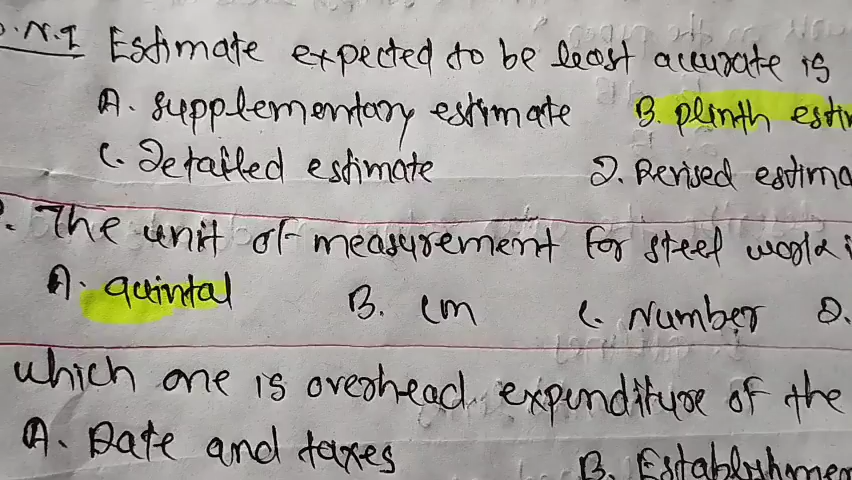 Q.N.1 Estimate expected to be least accurate is
A. Supplementary estimate B. plinth estim
C. Detailed estimate D. Revised estima
. The unit of measurement for steel work i
A. quintal B. cm C. Number D.
which one is overhead expenditure of the
A. Rate and taxes B. Establishmen